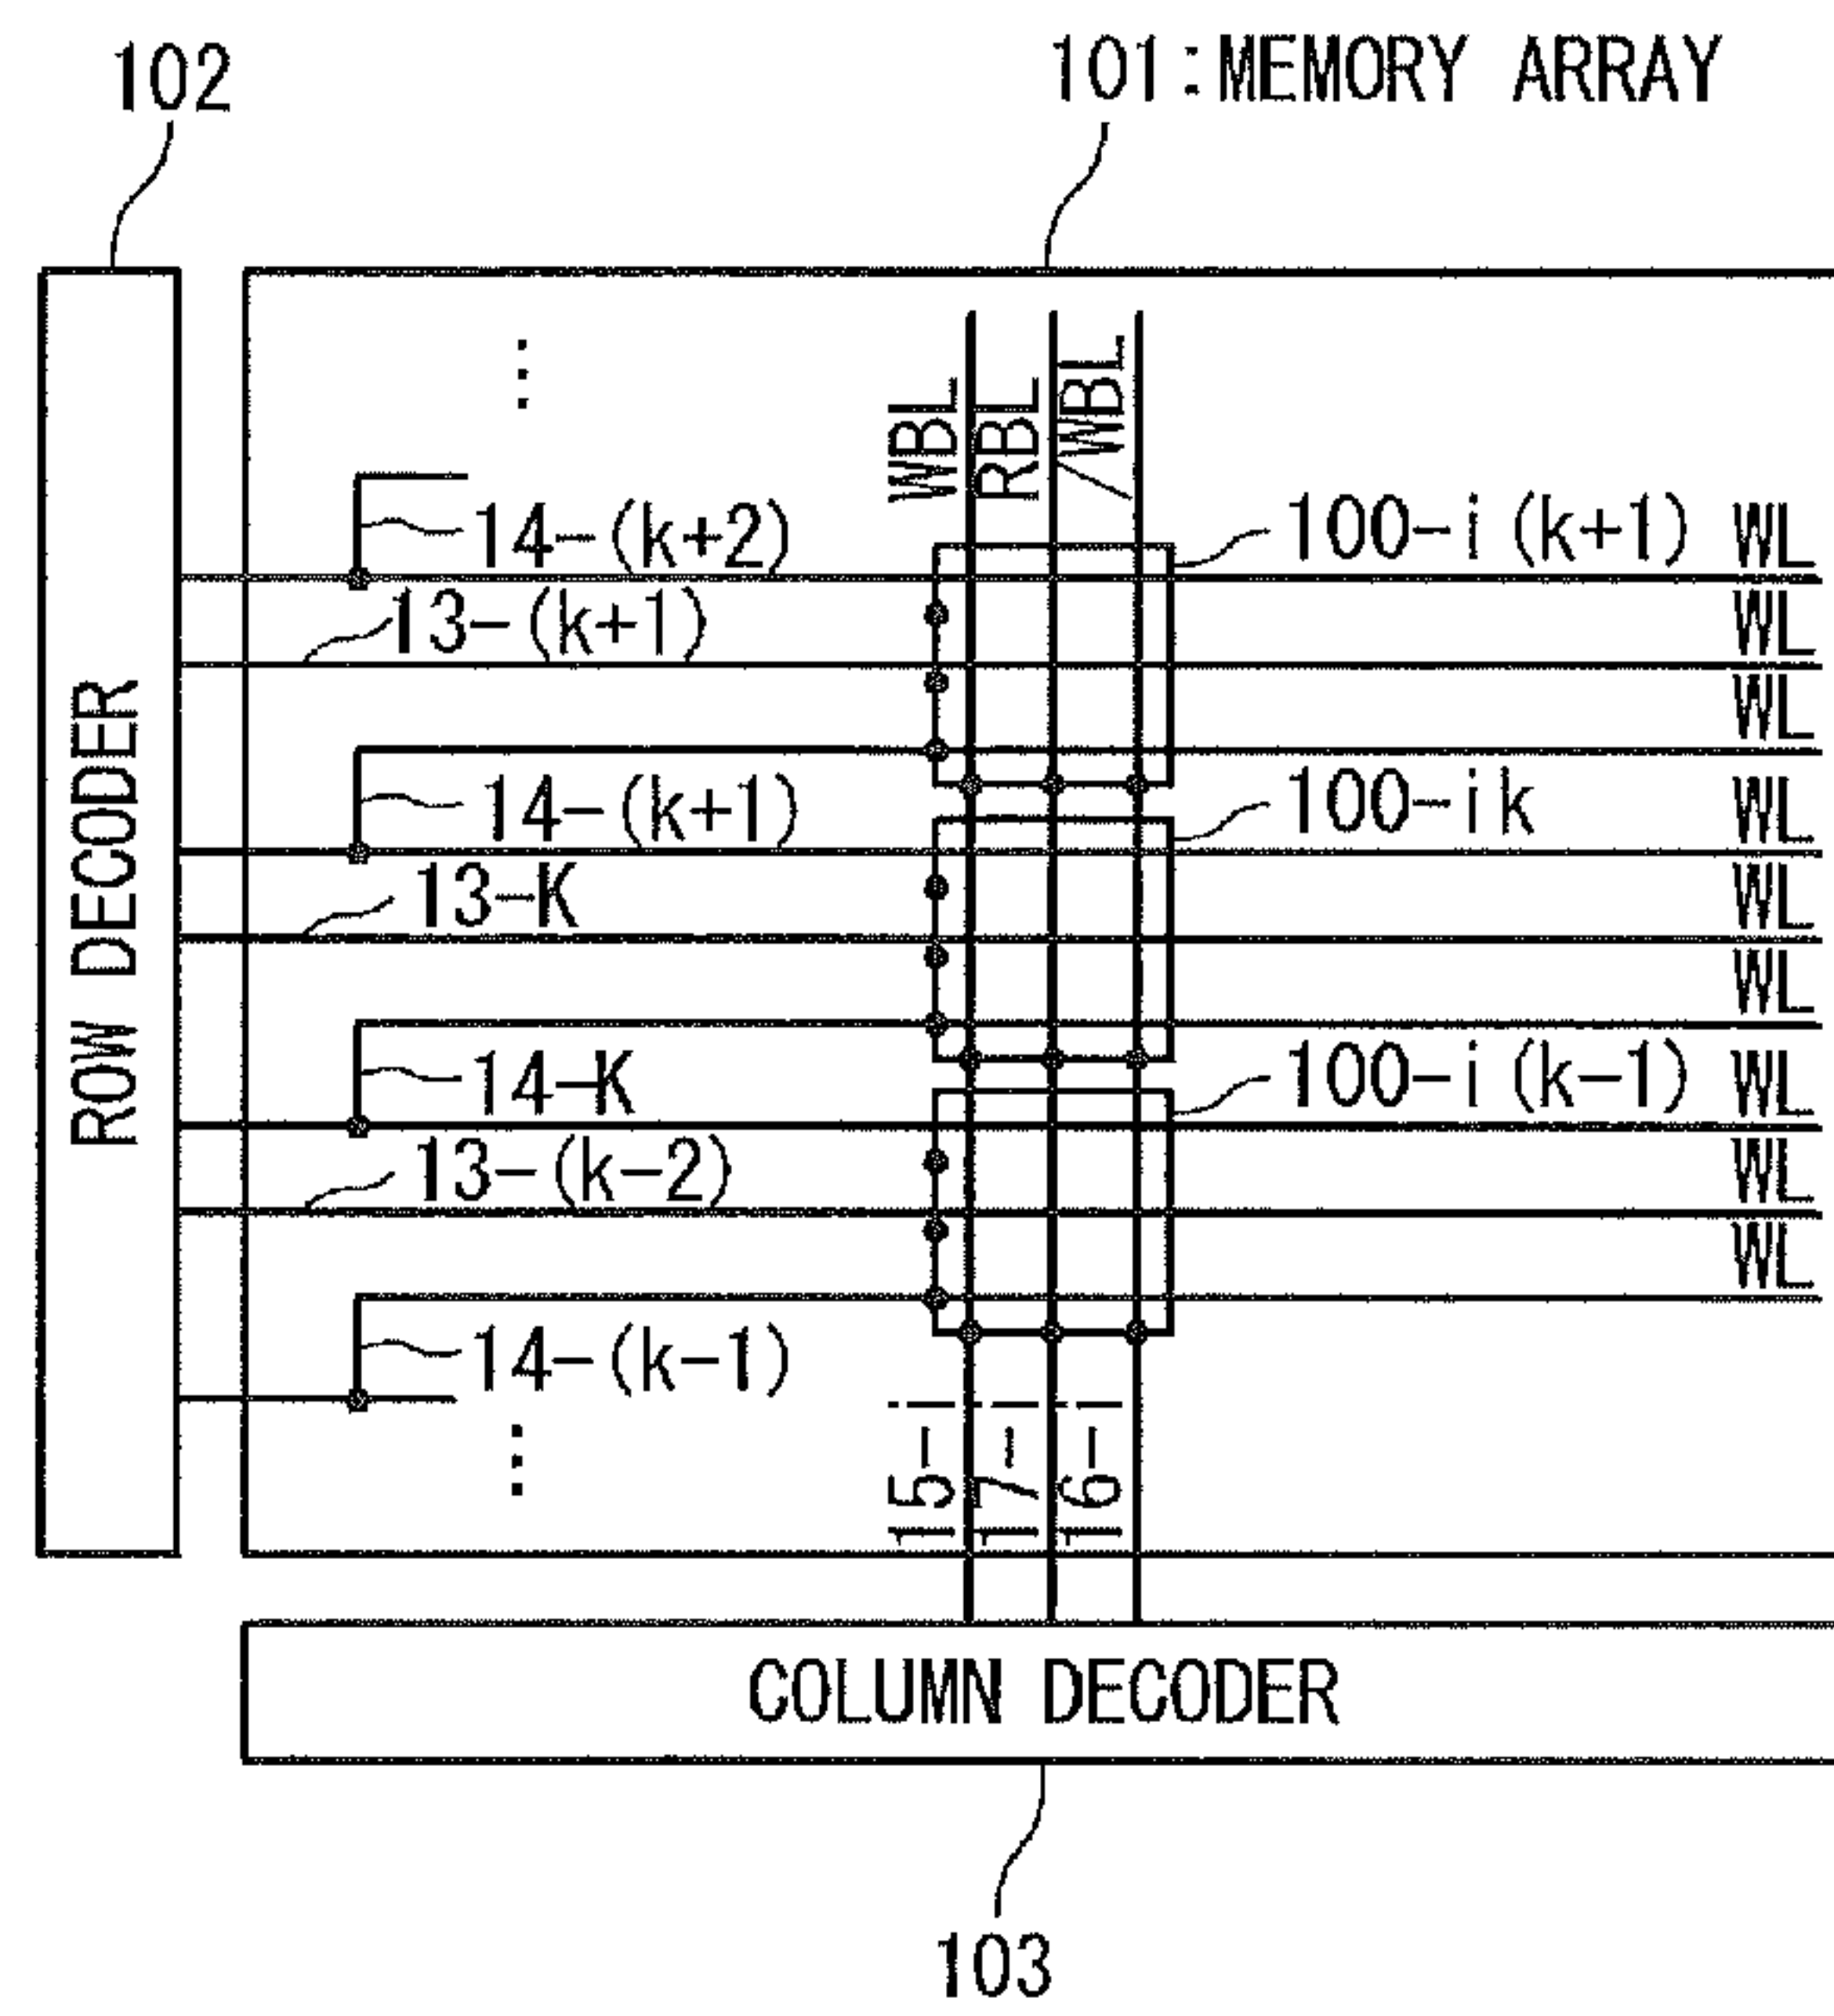 102
101:MEMORY ARRAY
WBL
RBL
/WBL
14-(k+2)
100-i(k+1)
WL
13-(k+1)
WL
WL
14-(k+1)
100-ik
WL
13-K
WL
WL
14-K
100-i(k-1)
WL
13-(k-2)
WL
WL
14-(k-1)
15-i
17-i
16-i
ROW DECODER
COLUMN DECODER
103